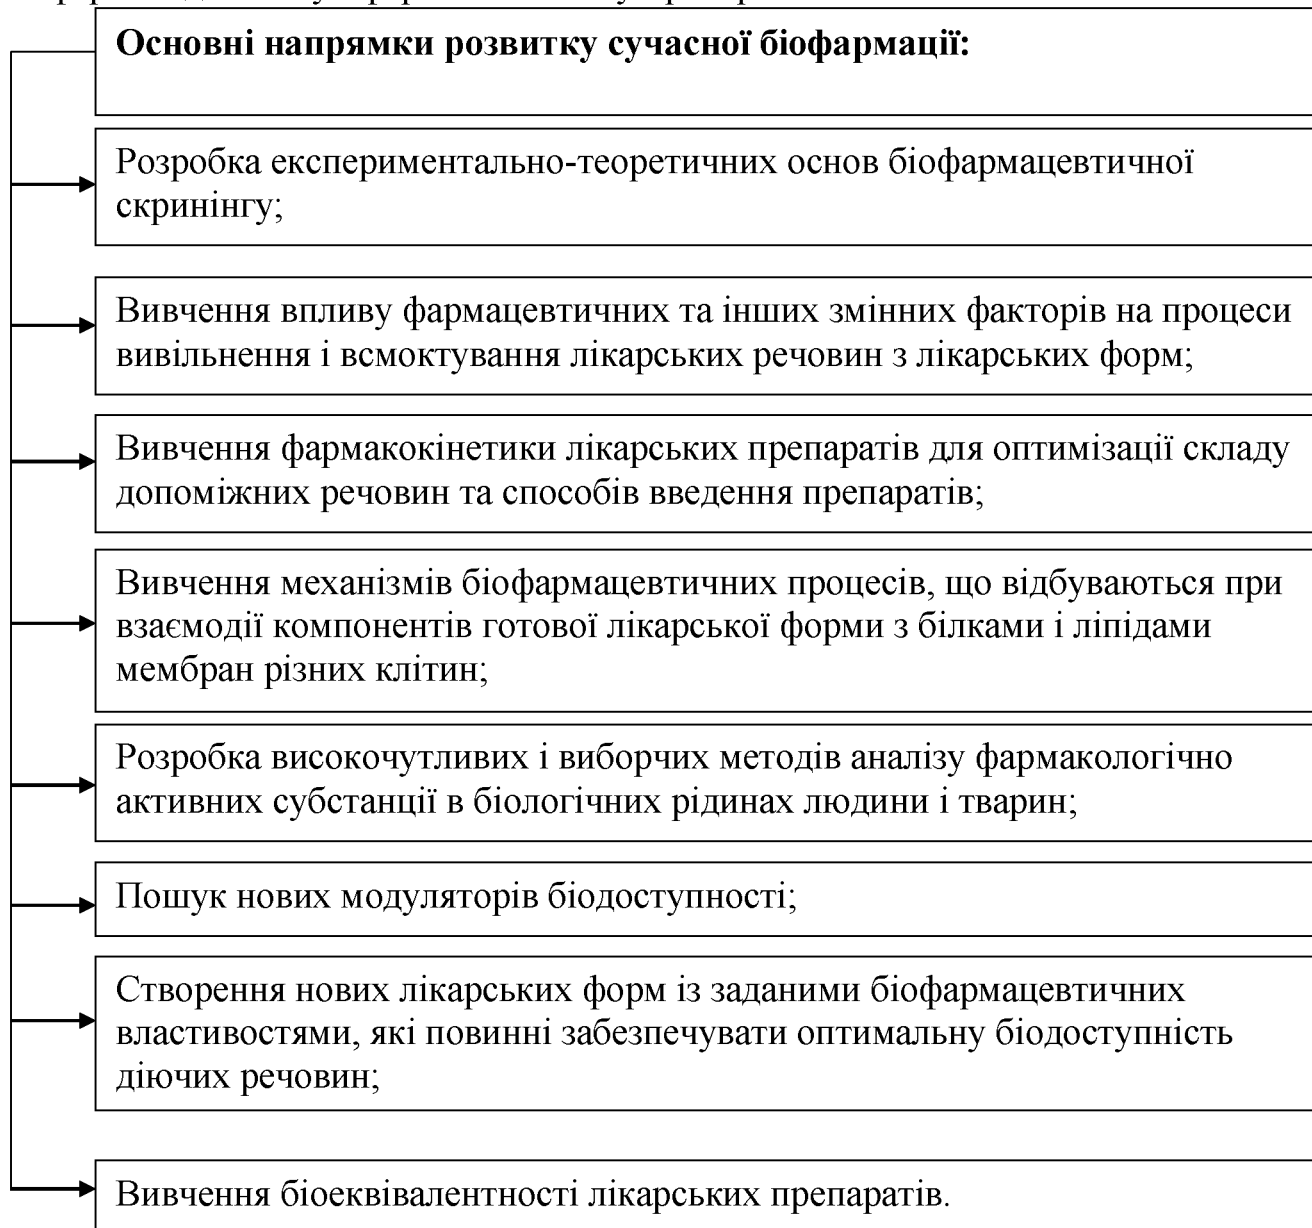 Основні напрямки розвитку сучасної біофармації:
Розробка експериментально-теоретичних основ біофармацевтичної
скринінгу;
Вивчення впливу фармацевтичних та інших змінних факторів на процеси
вивільнення і всмоктування лікарських речовин з лікарських форм;
Вивчення фармакокінетики лікарських препаратів для оптимізації складу
допоміжних речовин та способів введення препаратів;
Вивчення механізмів біофармацевтичних процесів, що відбуваються при
взаємодії компонентів готової лікарської форми з білками і ліпідами
мембран різних клітин;
Розробка високочутливих і виборчих методів аналізу фармакологічно
активних субстанції в біологічних рідинах людини і тварин;
Пошук нових модуляторів біодоступності;
Створення нових лікарських форм із заданими біофармацевтичних
властивостями, які повинні забезпечувати оптимальну біодоступність
діючих речовин;
Вивчення біоеквівалентності лікарських препаратів.